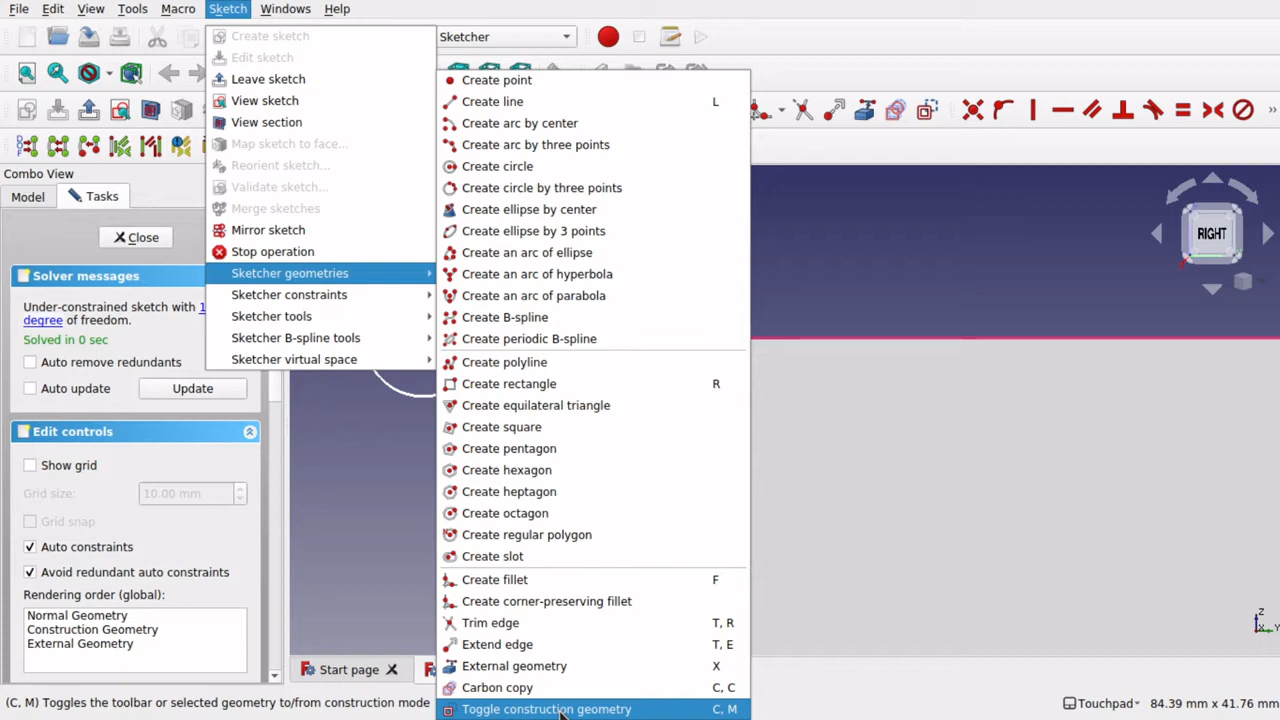 File Edit View Tools Macro Sketch Windows Help
Create sketch
Sketcher
Edit sketch
Leave sketch
View sketch
View section
Map sketch to face...
Reorient sketch...
Validate sketch...
Merge sketches
Mirror sketch
Stop operation
Sketcher geometries
Sketcher constraints
Sketcher tools
Sketcher B-spline tools
Sketcher virtual space
Create point
Create line L
Create arc by center
Create arc by three points
Create circle
Create circle by three points
Create ellipse by center
Create ellipse by 3 points
Create an arc of ellipse
Create an arc of hyperbola
Create an arc of parabola
Create B-spline
Create periodic B-spline
Create polyline
Create rectangle R
Create equilateral triangle
Create square
Create pentagon
Create hexagon
Create heptagon
Create octagon
Create regular polygon
Create slot
Create fillet F
Create corner-preserving fillet
Trim edge T, R
Extend edge T, E
External geometry X
Carbon copy C, C
Toggle construction geometry C, M
Combo View
Model Tasks
Close
Solver messages
Under-constrained sketch with 1
degree of freedom.
Solved in 0 sec
Auto remove redundants
Auto update Update
Edit controls
Show grid
Grid size: 10.00 mm
Grid snap
Auto constraints
Avoid redundant auto constraints
Rendering order (global):
Normal Geometry
Construction Geometry
External Geometry
RIGHT
Z
X Y
Start page
(C, M) Toggles the toolbar or selected geometry to/from construction mode
Touchpad 84.39 mm x 41.76 mm